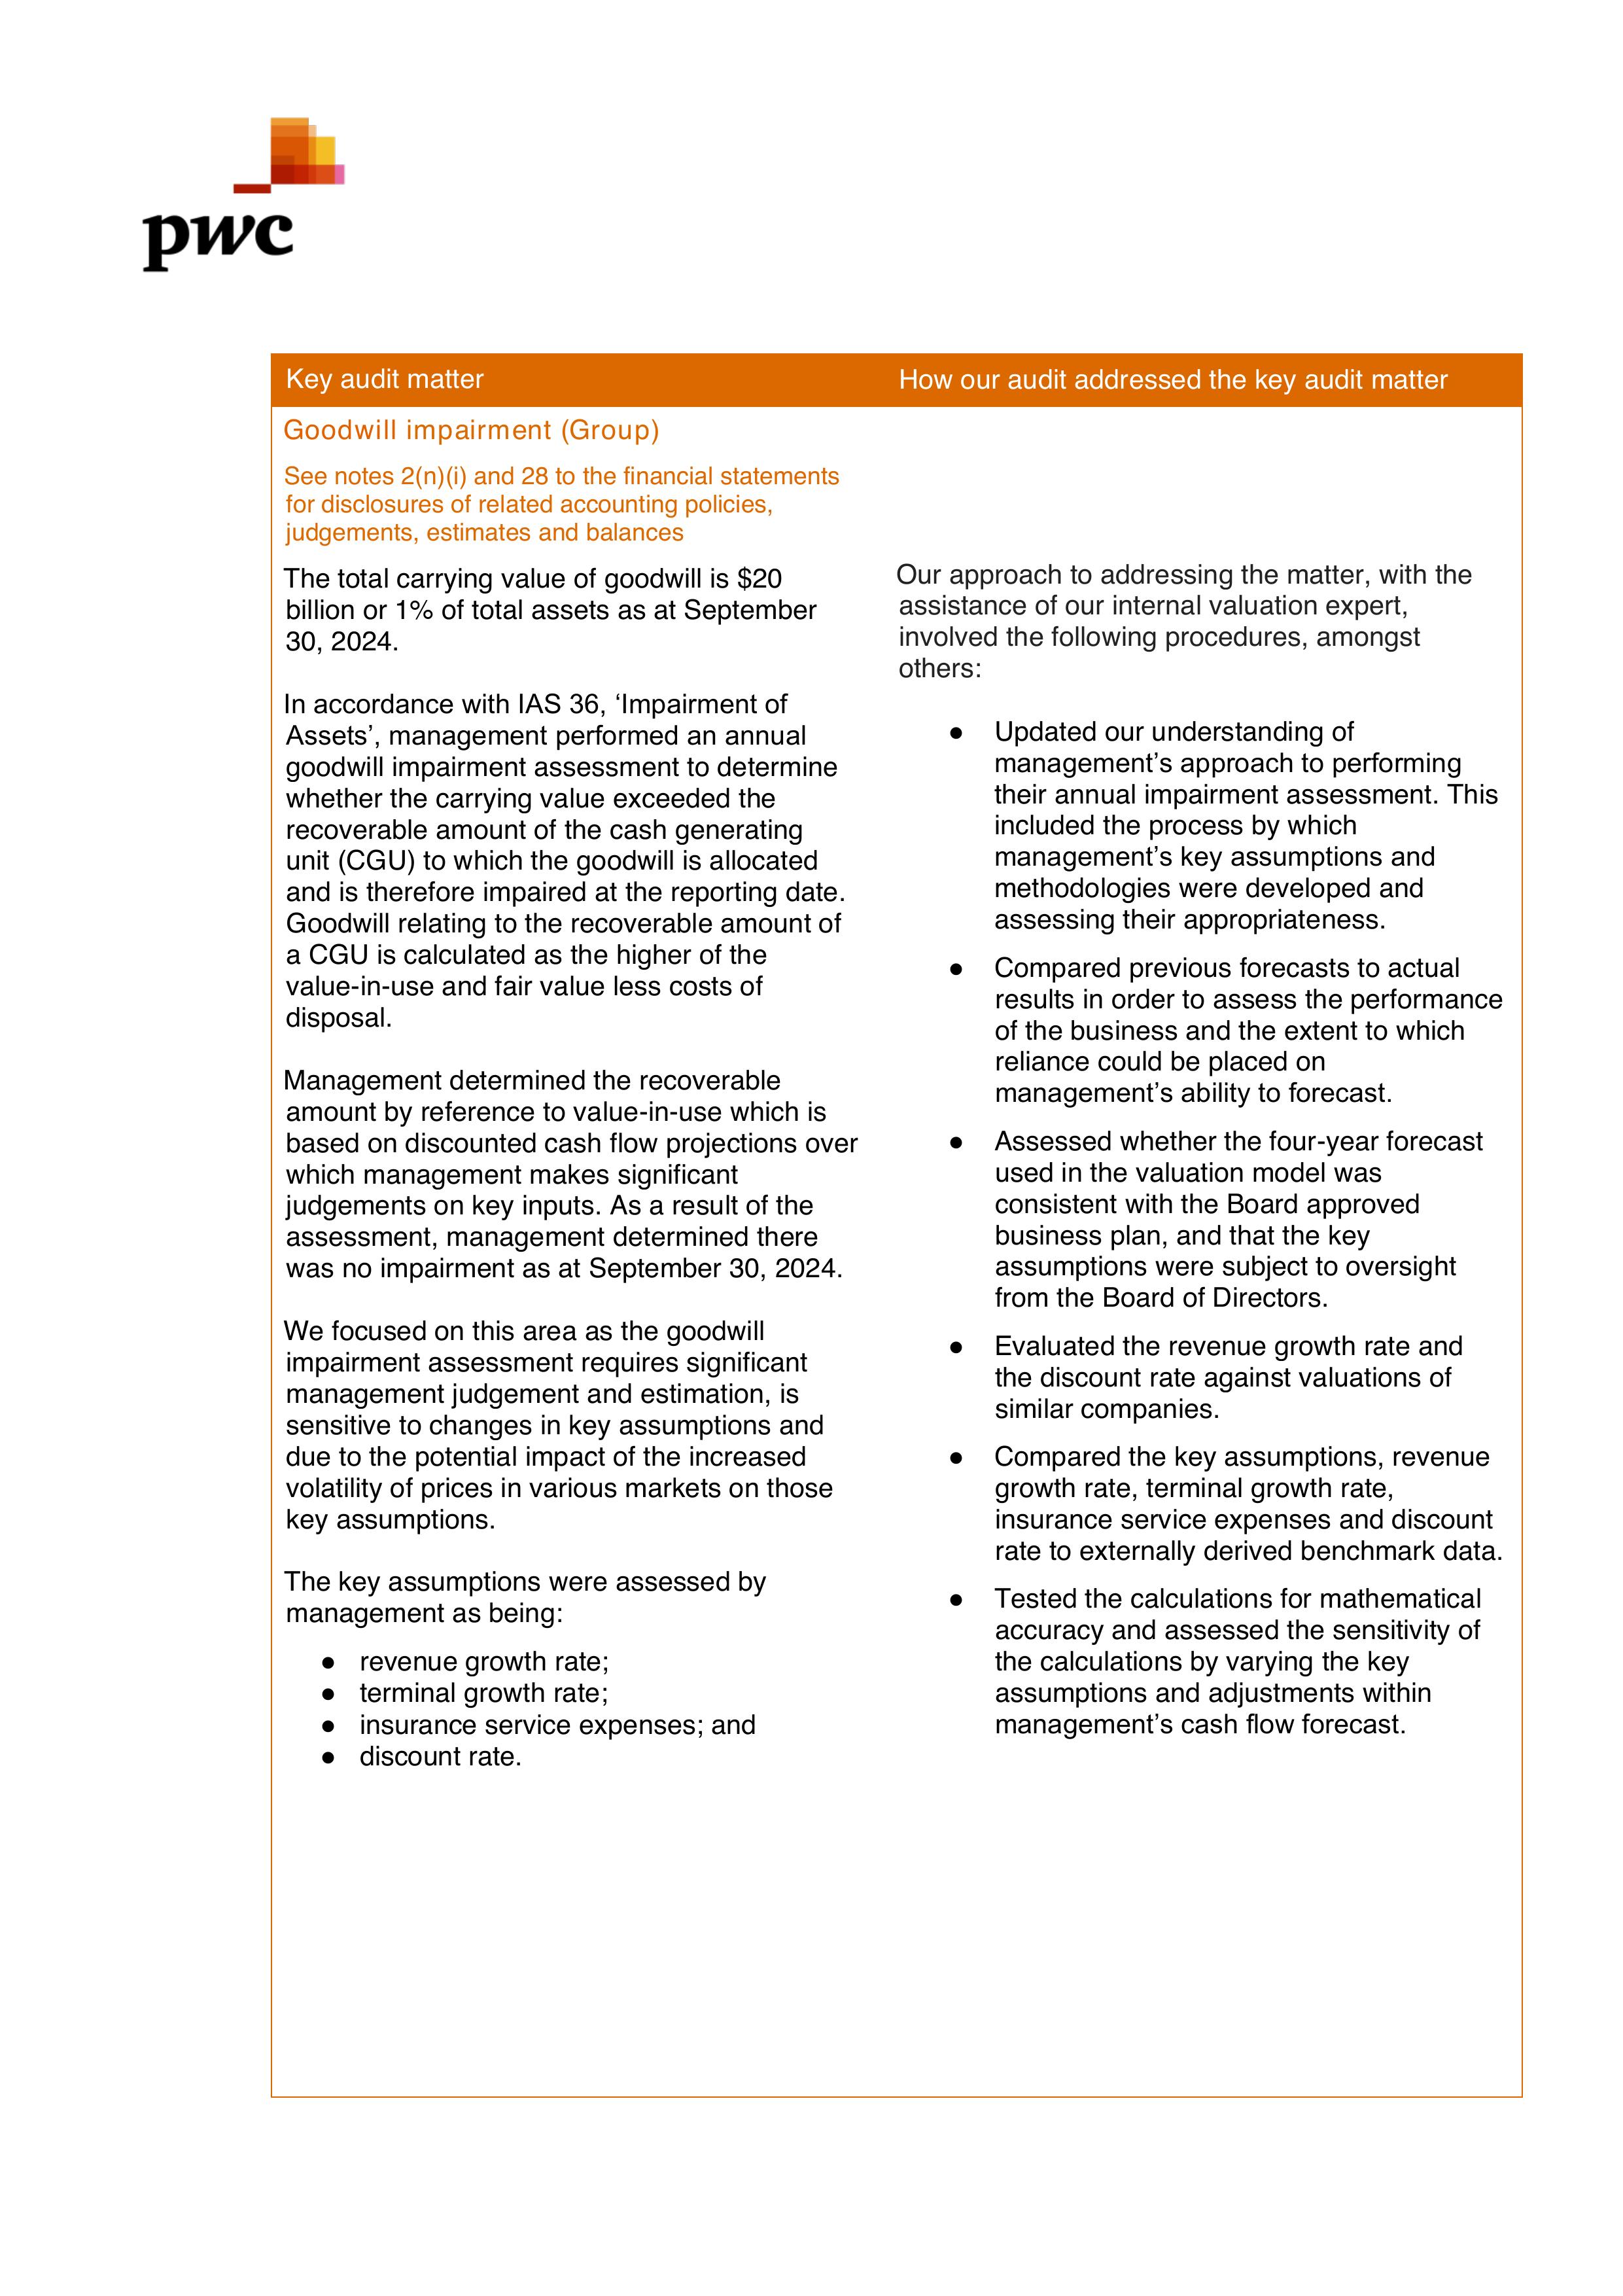 pwc
Key audit matter
How our audit addressed the key audit matter
Goodwill impairment (Group)
See notes 2(n)(i) and 28 to the financial statements
for disclosures of related accounting policies,
judgements, estimates and balances
The total carrying value of goodwill is $20
billion or 1% of total assets as at September
30, 2024.
In accordance with IAS 36, ‘Impairment of
Assets’, management performed an annual
goodwill impairment assessment to determine
whether the carrying value exceeded the
recoverable amount of the cash generating
unit (CGU) to which the goodwill is allocated
and is therefore impaired at the reporting date.
Goodwill relating to the recoverable amount of
a CGU is calculated as the higher of the
value-in-use and fair value less costs of
disposal.
Management determined the recoverable
amount by reference to value-in-use which is
based on discounted cash flow projections over
which management makes significant
judgements on key inputs. As a result of the
assessment, management determined there
was no impairment as at September 30, 2024.
We focused on this area as the goodwill
impairment assessment requires significant
management judgement and estimation, is
sensitive to changes in key assumptions and
due to the potential impact of the increased
volatility of prices in various markets on those
key assumptions.
The key assumptions were assessed by
management as being:
● revenue growth rate;
● terminal growth rate;
● insurance service expenses; and
● discount rate.
Our approach to addressing the matter, with the
assistance of our internal valuation expert,
involved the following procedures, amongst
others:
● Updated our understanding of
management’s approach to performing
their annual impairment assessment. This
included the process by which
management’s key assumptions and
methodologies were developed and
assessing their appropriateness.
● Compared previous forecasts to actual
results in order to assess the performance
of the business and the extent to which
reliance could be placed on
management’s ability to forecast.
● Assessed whether the four-year forecast
used in the valuation model was
consistent with the Board approved
business plan, and that the key
assumptions were subject to oversight
from the Board of Directors.
● Evaluated the revenue growth rate and
the discount rate against valuations of
similar companies.
● Compared the key assumptions, revenue
growth rate, terminal growth rate,
insurance service expenses and discount
rate to externally derived benchmark data.
● Tested the calculations for mathematical
accuracy and assessed the sensitivity of
the calculations by varying the key
assumptions and adjustments within
management’s cash flow forecast.